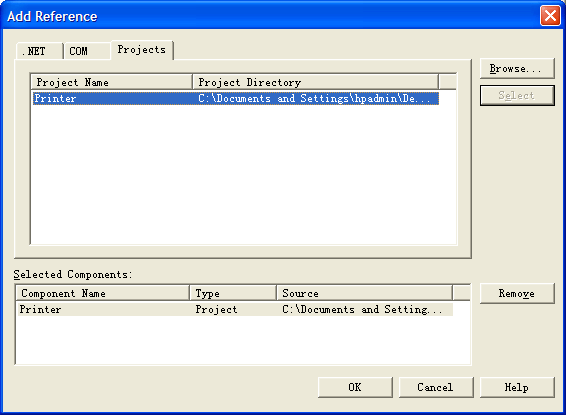 Add Reference
.NET COM Projects
Project Name Project Directory
Printer C:\Documents and Settings\hpadmin\De...
Browse...
Select
Selected Components:
Component Name Type Source
Printer Project C:\Documents and Setting...
Remove
OK Cancel Help